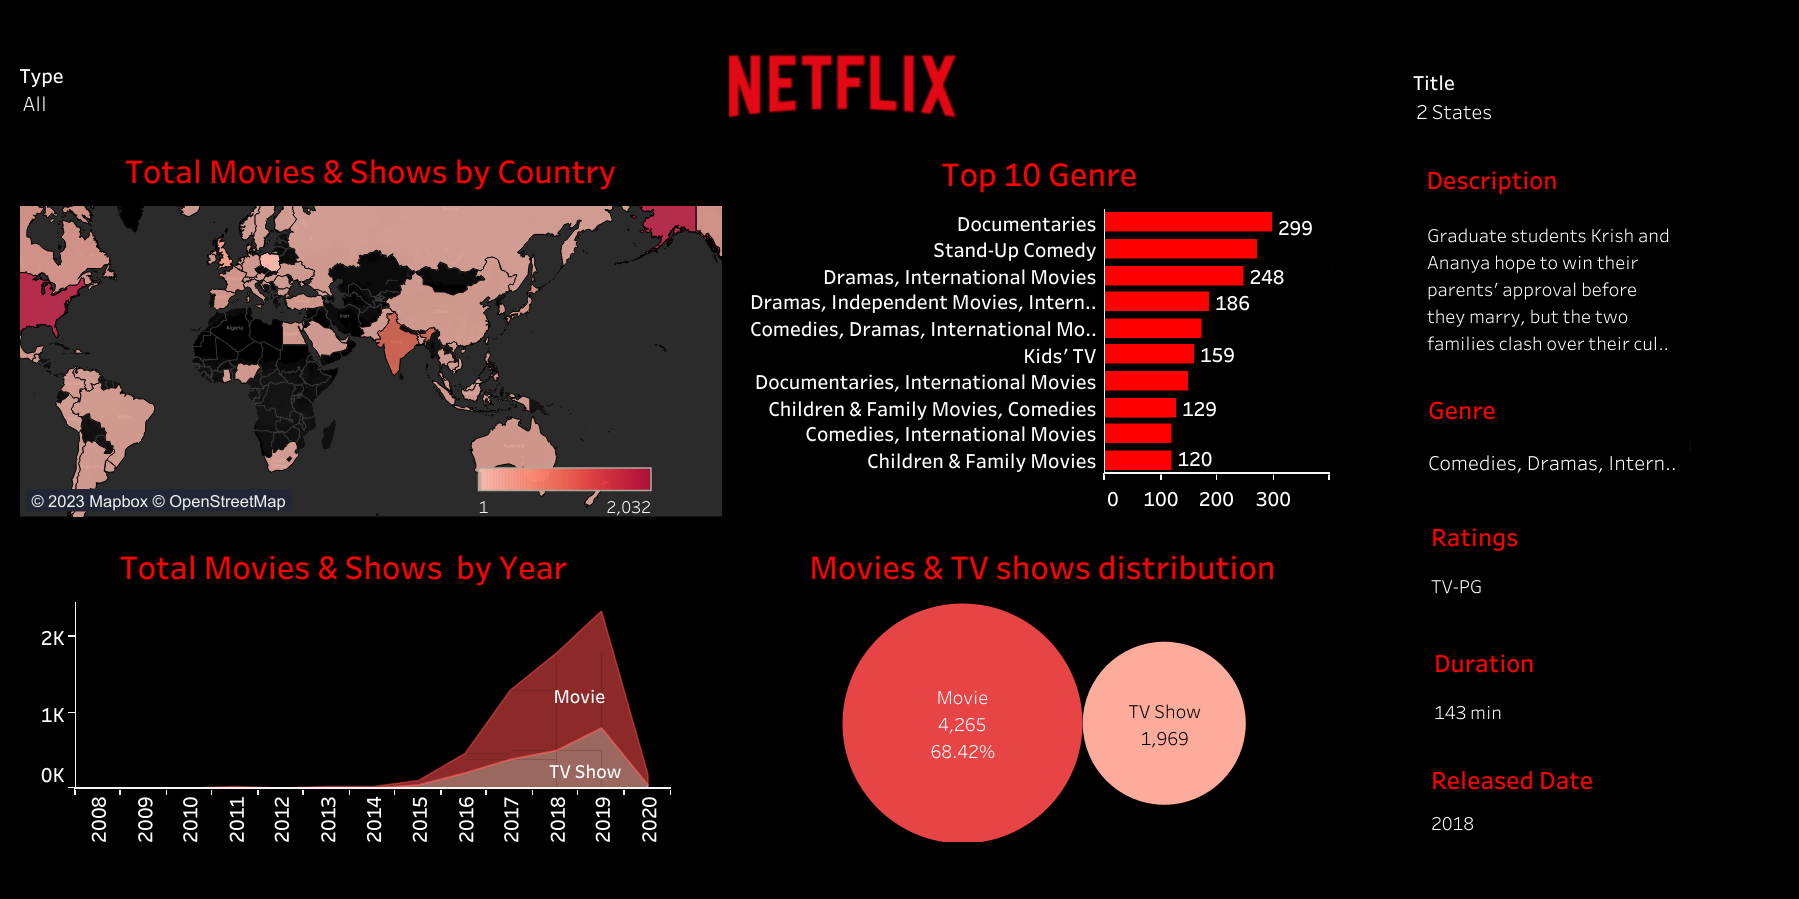 NETFLIX
Type
All
Title
2 States
Total Movies & Shows by Country
Algeria
Iran
© 2023 Mapbox © OpenStreetMap
1
2,032
Top 10 Genre
Documentaries
299
Stand-Up Comedy
Dramas, International Movies
248
Dramas, Independent Movies, Intern..
186
Comedies, Dramas, International Mo..
Kids' TV
159
Documentaries, International Movies
Children & Family Movies, Comedies
129
Comedies, International Movies
Children & Family Movies
120
0 100 200 300
Description
Graduate students Krish and
Ananya hope to win their
parents' approval before
they marry, but the two
families clash over their cul..
Genre
Comedies, Dramas, Intern..
Ratings
TV-PG
Duration
143 min
Released Date
2018
Total Movies & Shows  by Year
2K
1K
0K
Movie
TV Show
2008 2009 2010 2011 2012 2013 2014 2015 2016 2017 2018 2019 2020
Movies & TV shows distribution
Movie
4,265
68.42%
TV Show
1,969